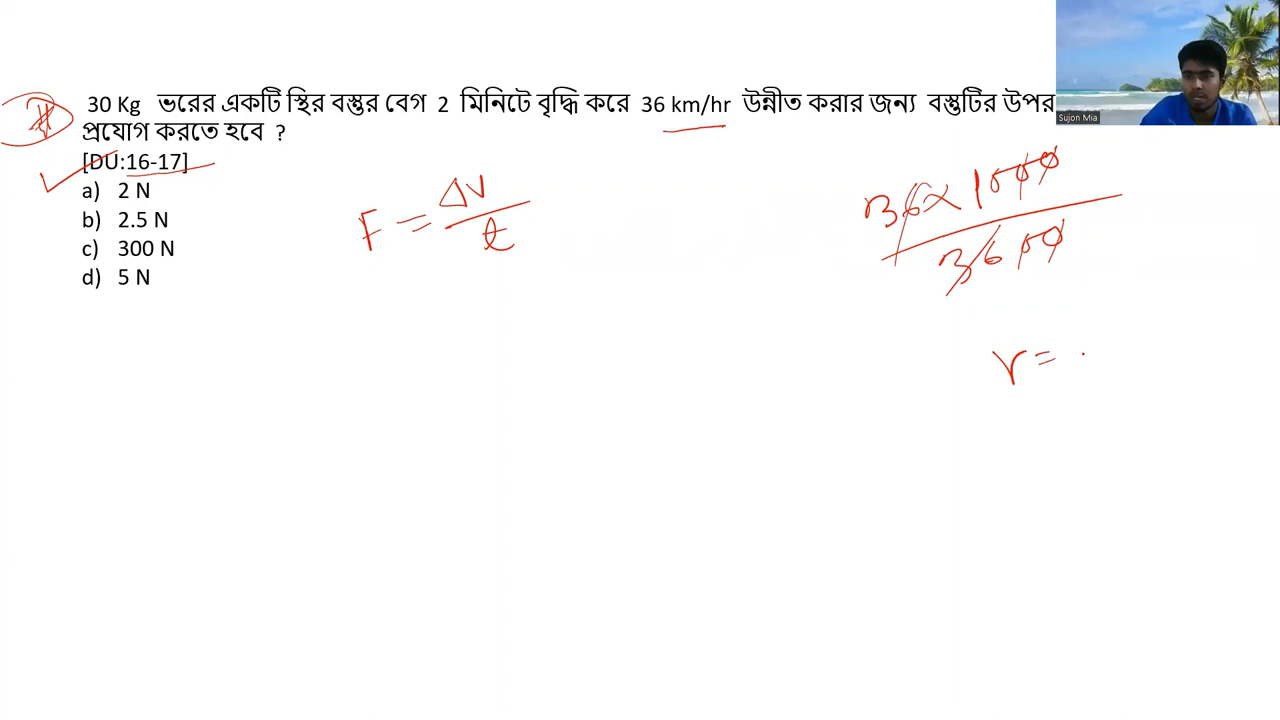 30 Kg ভরের একটি স্থির বস্তুর বেগ 2 মিনিটে বৃদ্ধি করে 36 km/hr উন্নীত করার জন্য বস্তুটির উপর
প্রযোগ করতে হবে ?
[DU:16-17]
a) 2 N
b) 2.5 N
c) 300 N
d) 5 N
F = Δv
t
36 × 1000
3600
v =
Sujon Mia